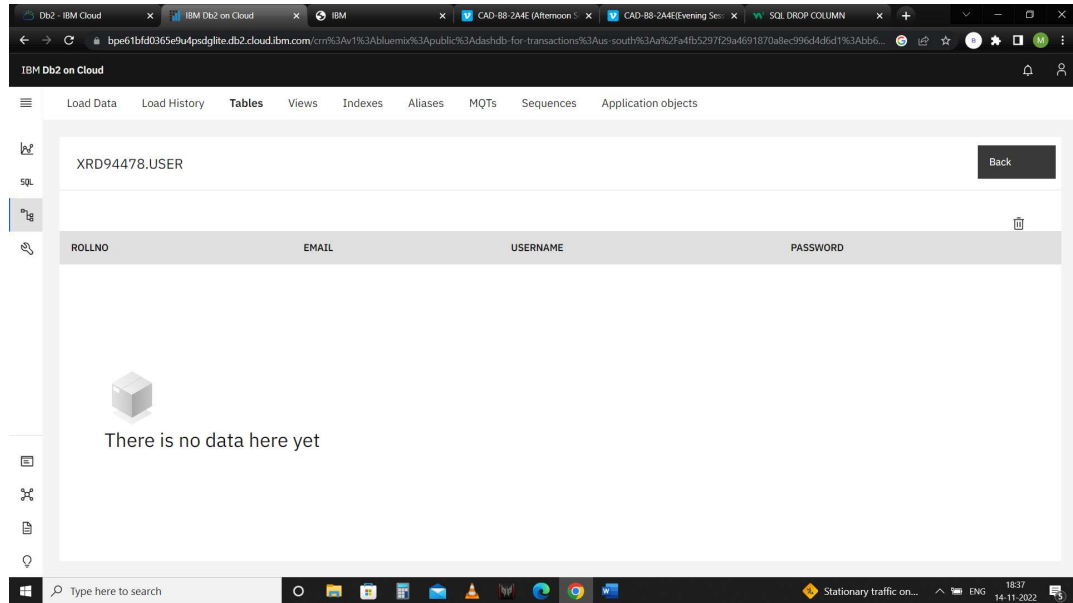 Db2 - IBM Cloud
IBM Db2 on Cloud
IBM
CAD-B8-2A4E (Afternoon S
CAD-B8-2A4E(Evening Ses
SQL DROP COLUMN
bpe61bfd0365e9u4psdglite.db2.cloud.ibm.com/crn%3Av1%3Abluemix%3Apublic%3Adashdb-for-transactions%3Aus-south%3Aa%2Fa4fb5297f29a4691870a8ec996d4d6d1%3Abb6...
B
M
IBM Db2 on Cloud
Load Data Load History Tables Views Indexes Aliases MQTs Sequences Application objects
XRD94478.USER
Back
SQL
ROLLNO EMAIL USERNAME PASSWORD
There is no data here yet
Type here to search
Stationary traffic on...
ENG
18:37
14-11-2022
5